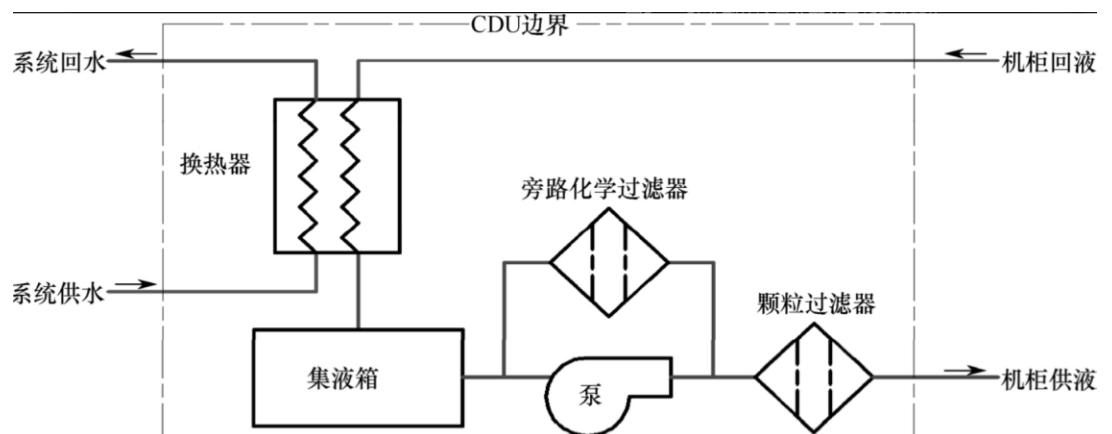 CDU边界
系统回水
机柜回液
换热器
旁路化学过滤器
系统供水
颗粒过滤器
集液箱
泵
机柜供液